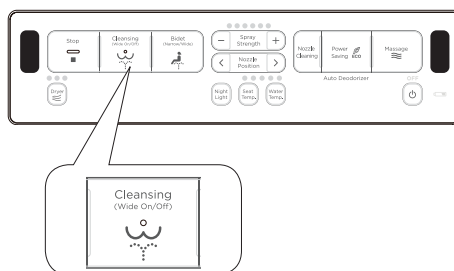 Stop
Cleansing
(Wide On/Off)
Bidet
(Narrow/Wide)
− Spray
Strength +
< Nozzle
Position >
Nozzle
Cleaning
Power
Saving ECO
Massage
Auto Deodorizer
Dryer
Night
Light
Seat
Temp.
Water
Temp.
OFF
Cleansing
(Wide On/Off)